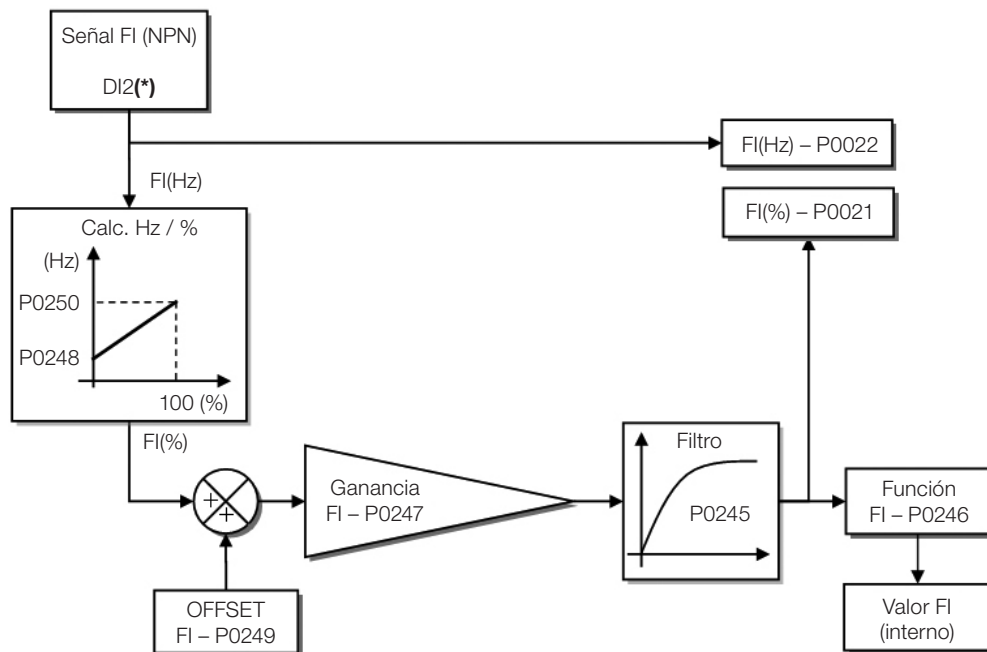 Señal FI (NPN)
DI2(*)
FI(Hz) – P0022
FI(Hz)
FI(%) – P0021
Calc. Hz / %
(Hz)
P0250
P0248
100 (%)
FI(%)
Filtro
Ganancia
FI – P0247
P0245
Función
FI – P0246
+
+
OFFSET
FI – P0249
Valor FI
(interno)